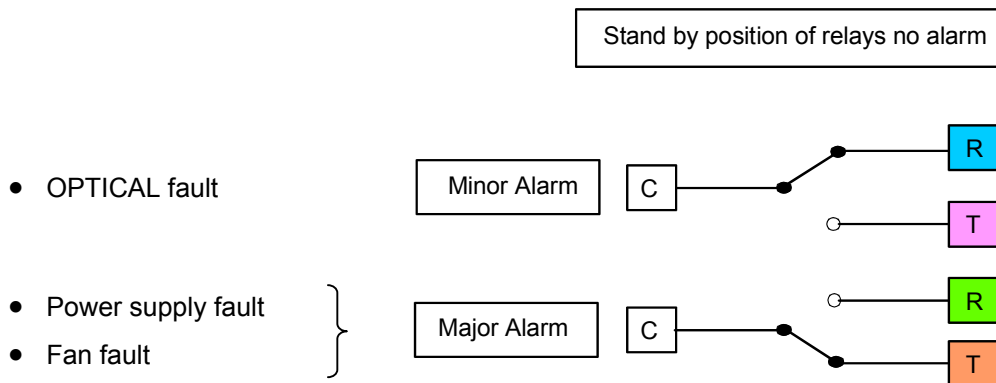 Stand by position of relays no alarm
R
• OPTICAL fault
Minor Alarm
C
T
• Power supply fault
R
• Fan fault
Major Alarm
C
T